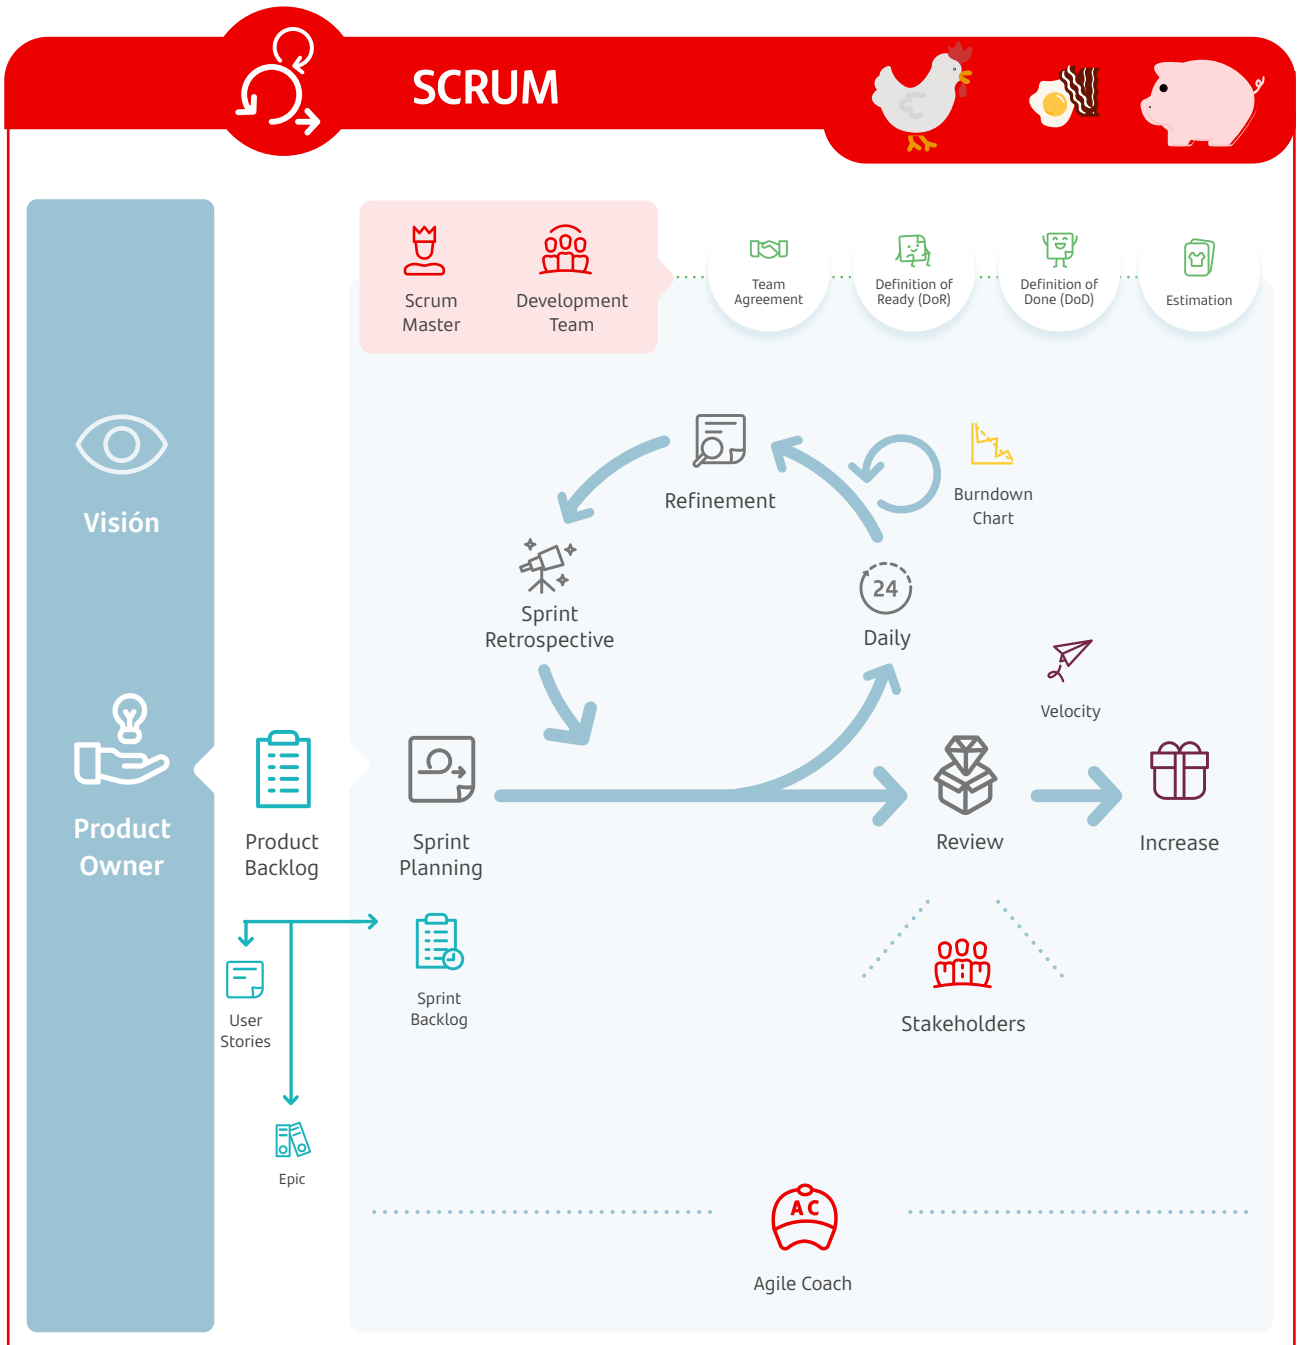 SCRUM
Scrum
Master
Development
Team
Team
Agreement
Definition of
Ready (DoR)
Definition of
Done (DoD)
Estimation
Visión
Refinement
Burndown
Chart
Sprint
Retrospective
24
Daily
Velocity
Product
Owner
Product
Backlog
Sprint
Planning
Review
Increase
Sprint
Backlog
User
Stories
Stakeholders
Epic
AC
Agile Coach